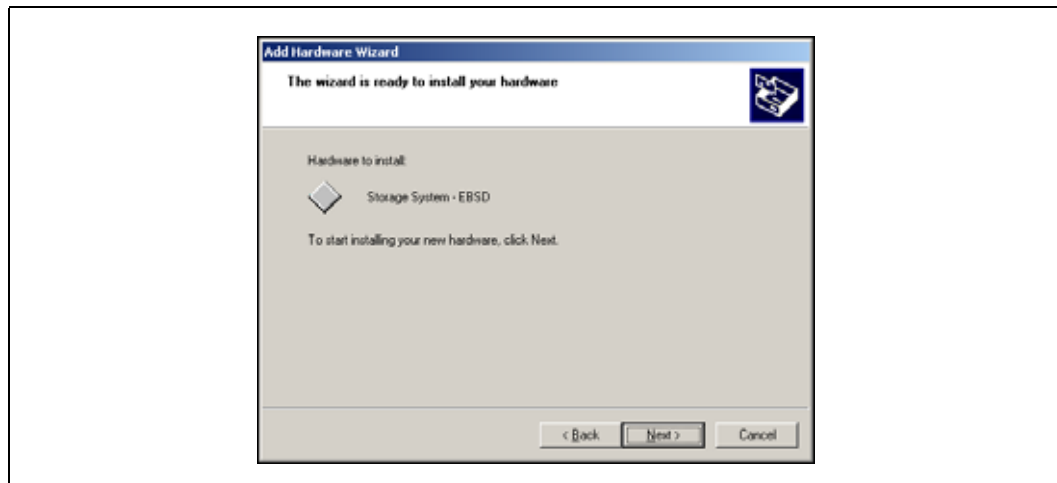 Add Hardware Wizard
The wizard is ready to install your hardware
Hardware to install:
Storage System - EBSD
To start installing your new hardware, click Next.
< Back Next > Cancel